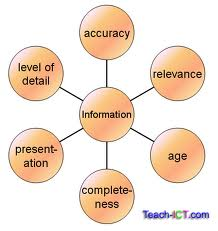 accuracy
level of
detail
relevance
Information
present-
ation
age
complete-
ness
Teach-ICT.com